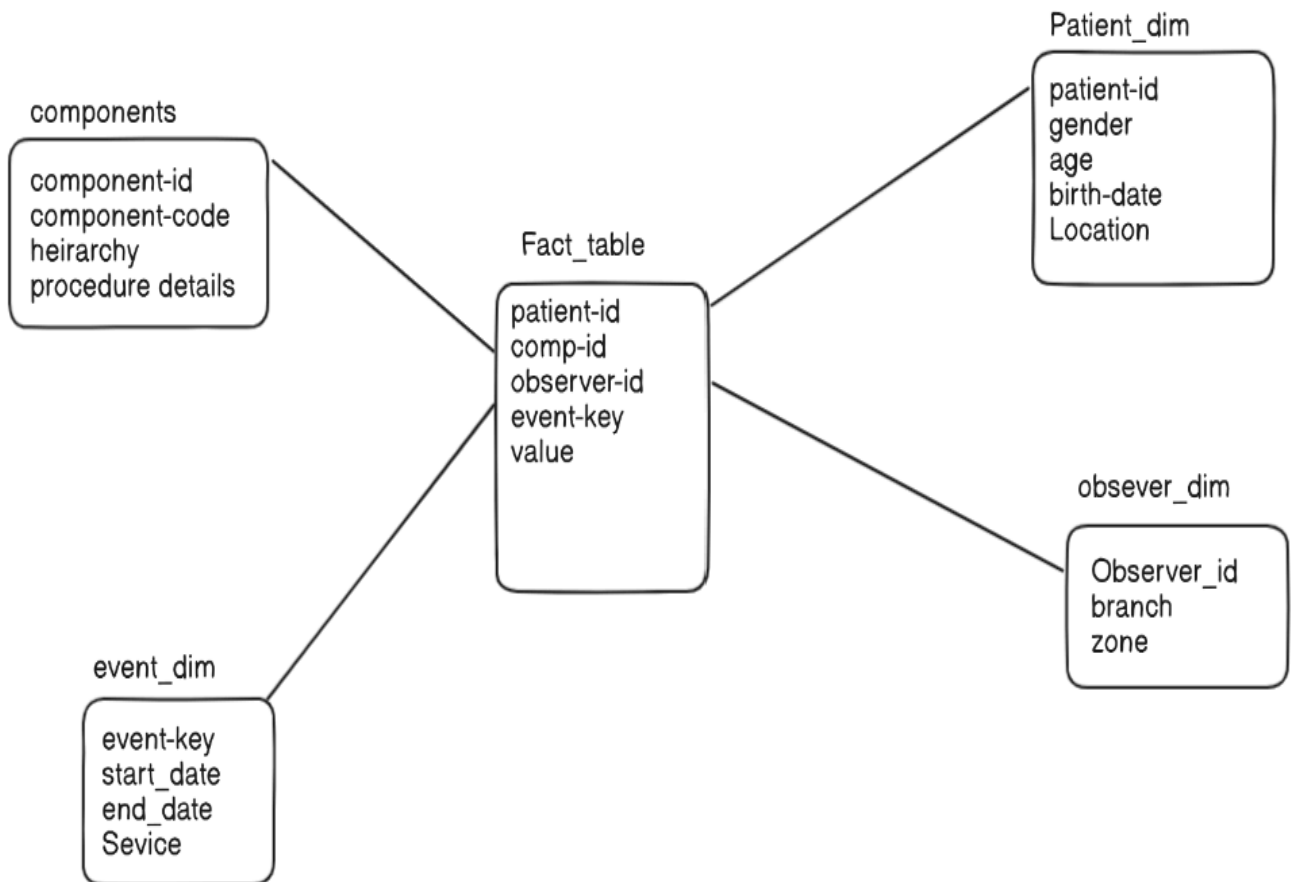 Patient_dim
patient-id
gender
age
birth-date
Location
components
component-id
component-code
heirarchy
procedure details
Fact_table
patient-id
comp-id
observer-id
event-key
value
obsever_dim
Observer_id
branch
zone
event_dim
event-key
start_date
end_date
Sevice